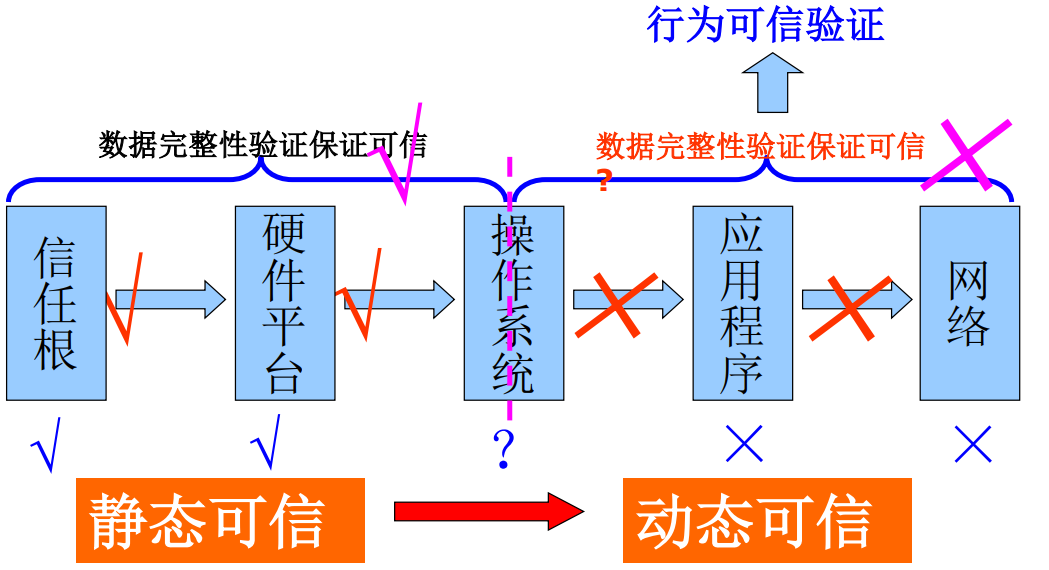 行为可信验证
数据完整性验证保证可信
数据完整性验证保证可信
?
信任根
硬件平台
操作系统
应用程序
网络
√
√
?
×
×
静态可信
动态可信